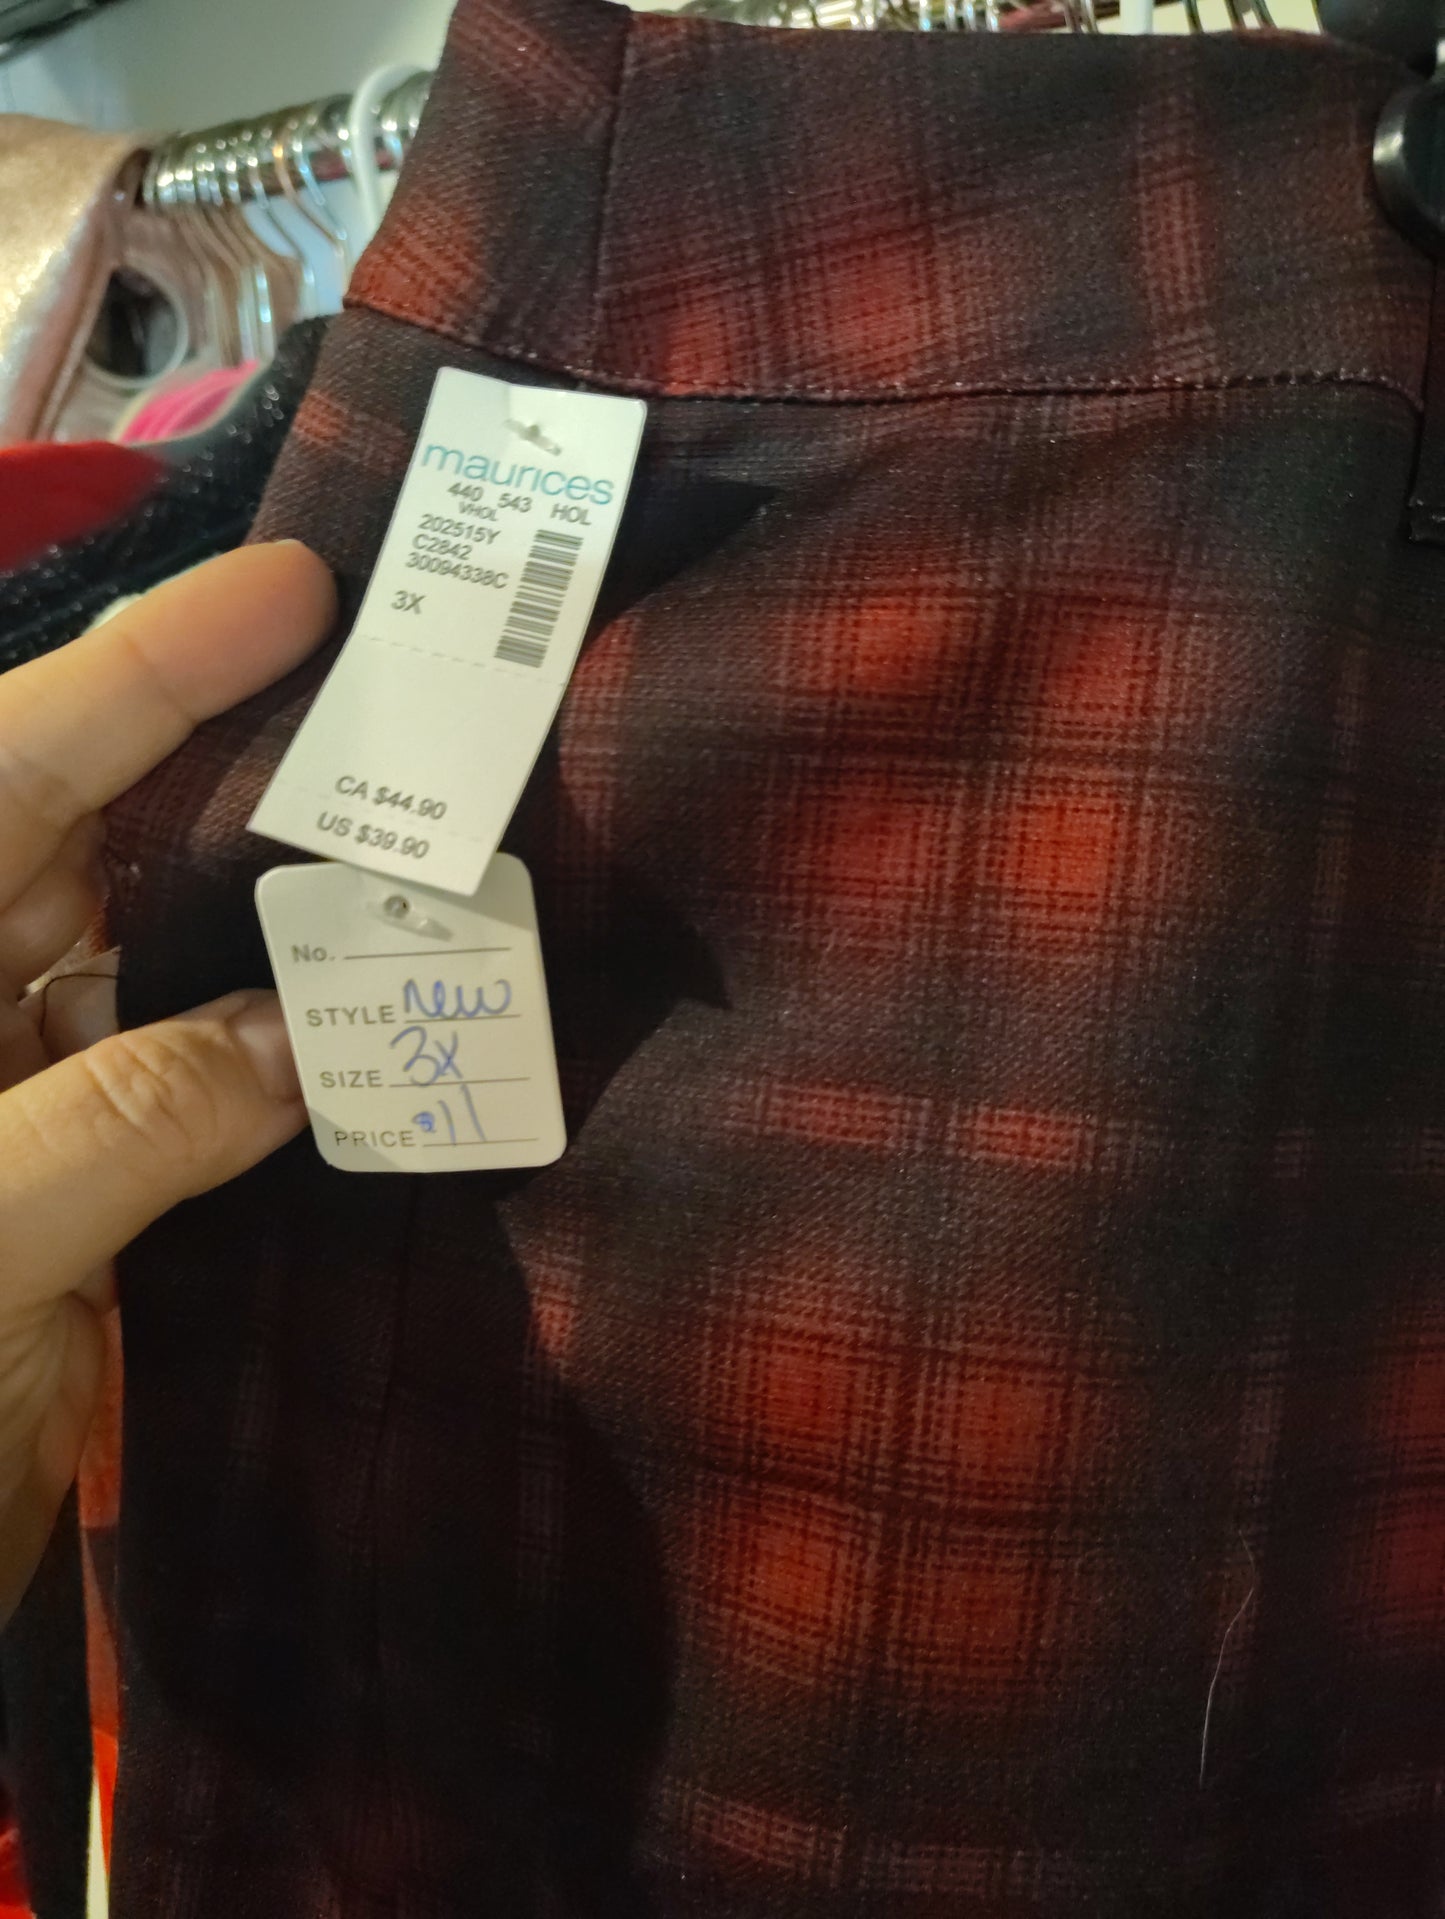 maurices
440 543 HOL
VHOL
202515Y
C2842
30094338C
3X
CA $44.90
US $39.90
No.
STYLE New
SIZE 3X
PRICE $11